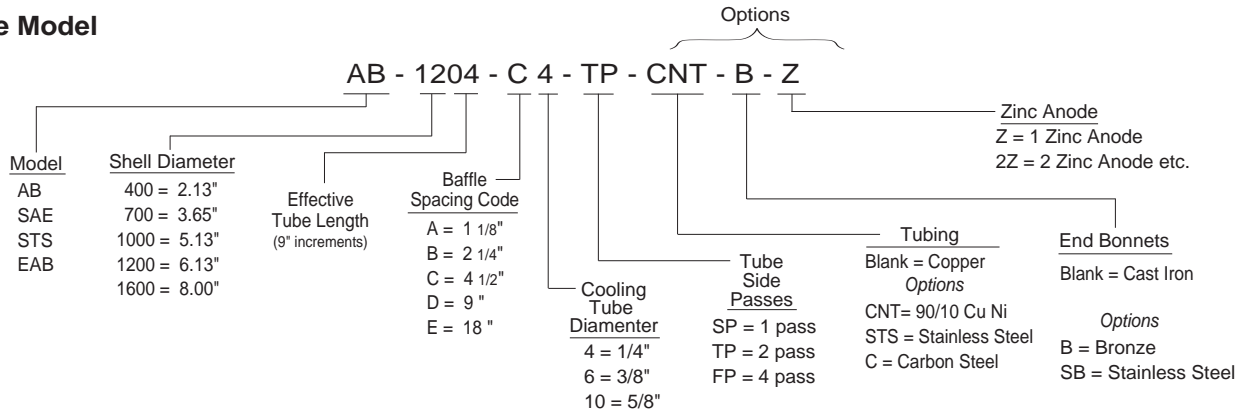 e Model
Options
AB - 1204 - C 4 - TP - CNT - B - Z
Model
AB
SAE
STS
EAB
Shell Diameter
400 = 2.13"
700 = 3.65"
1000 = 5.13"
1200 = 6.13"
1600 = 8.00"
Effective
Tube Length
(9" increments)
Baffle
Spacing Code
A = 1 1/8"
B = 2 1/4"
C = 4 1/2"
D = 9 "
E = 18 "
Cooling
Tube
Diamenter
4 = 1/4"
6 = 3/8"
10 = 5/8"
Tube
Side
Passes
SP = 1 pass
TP = 2 pass
FP = 4 pass
Tubing
Blank = Copper
Options
CNT= 90/10 Cu Ni
STS = Stainless Steel
C = Carbon Steel
End Bonnets
Blank = Cast Iron
Options
B = Bronze
SB = Stainless Steel
Zinc Anode
Z = 1 Zinc Anode
2Z = 2 Zinc Anode etc.